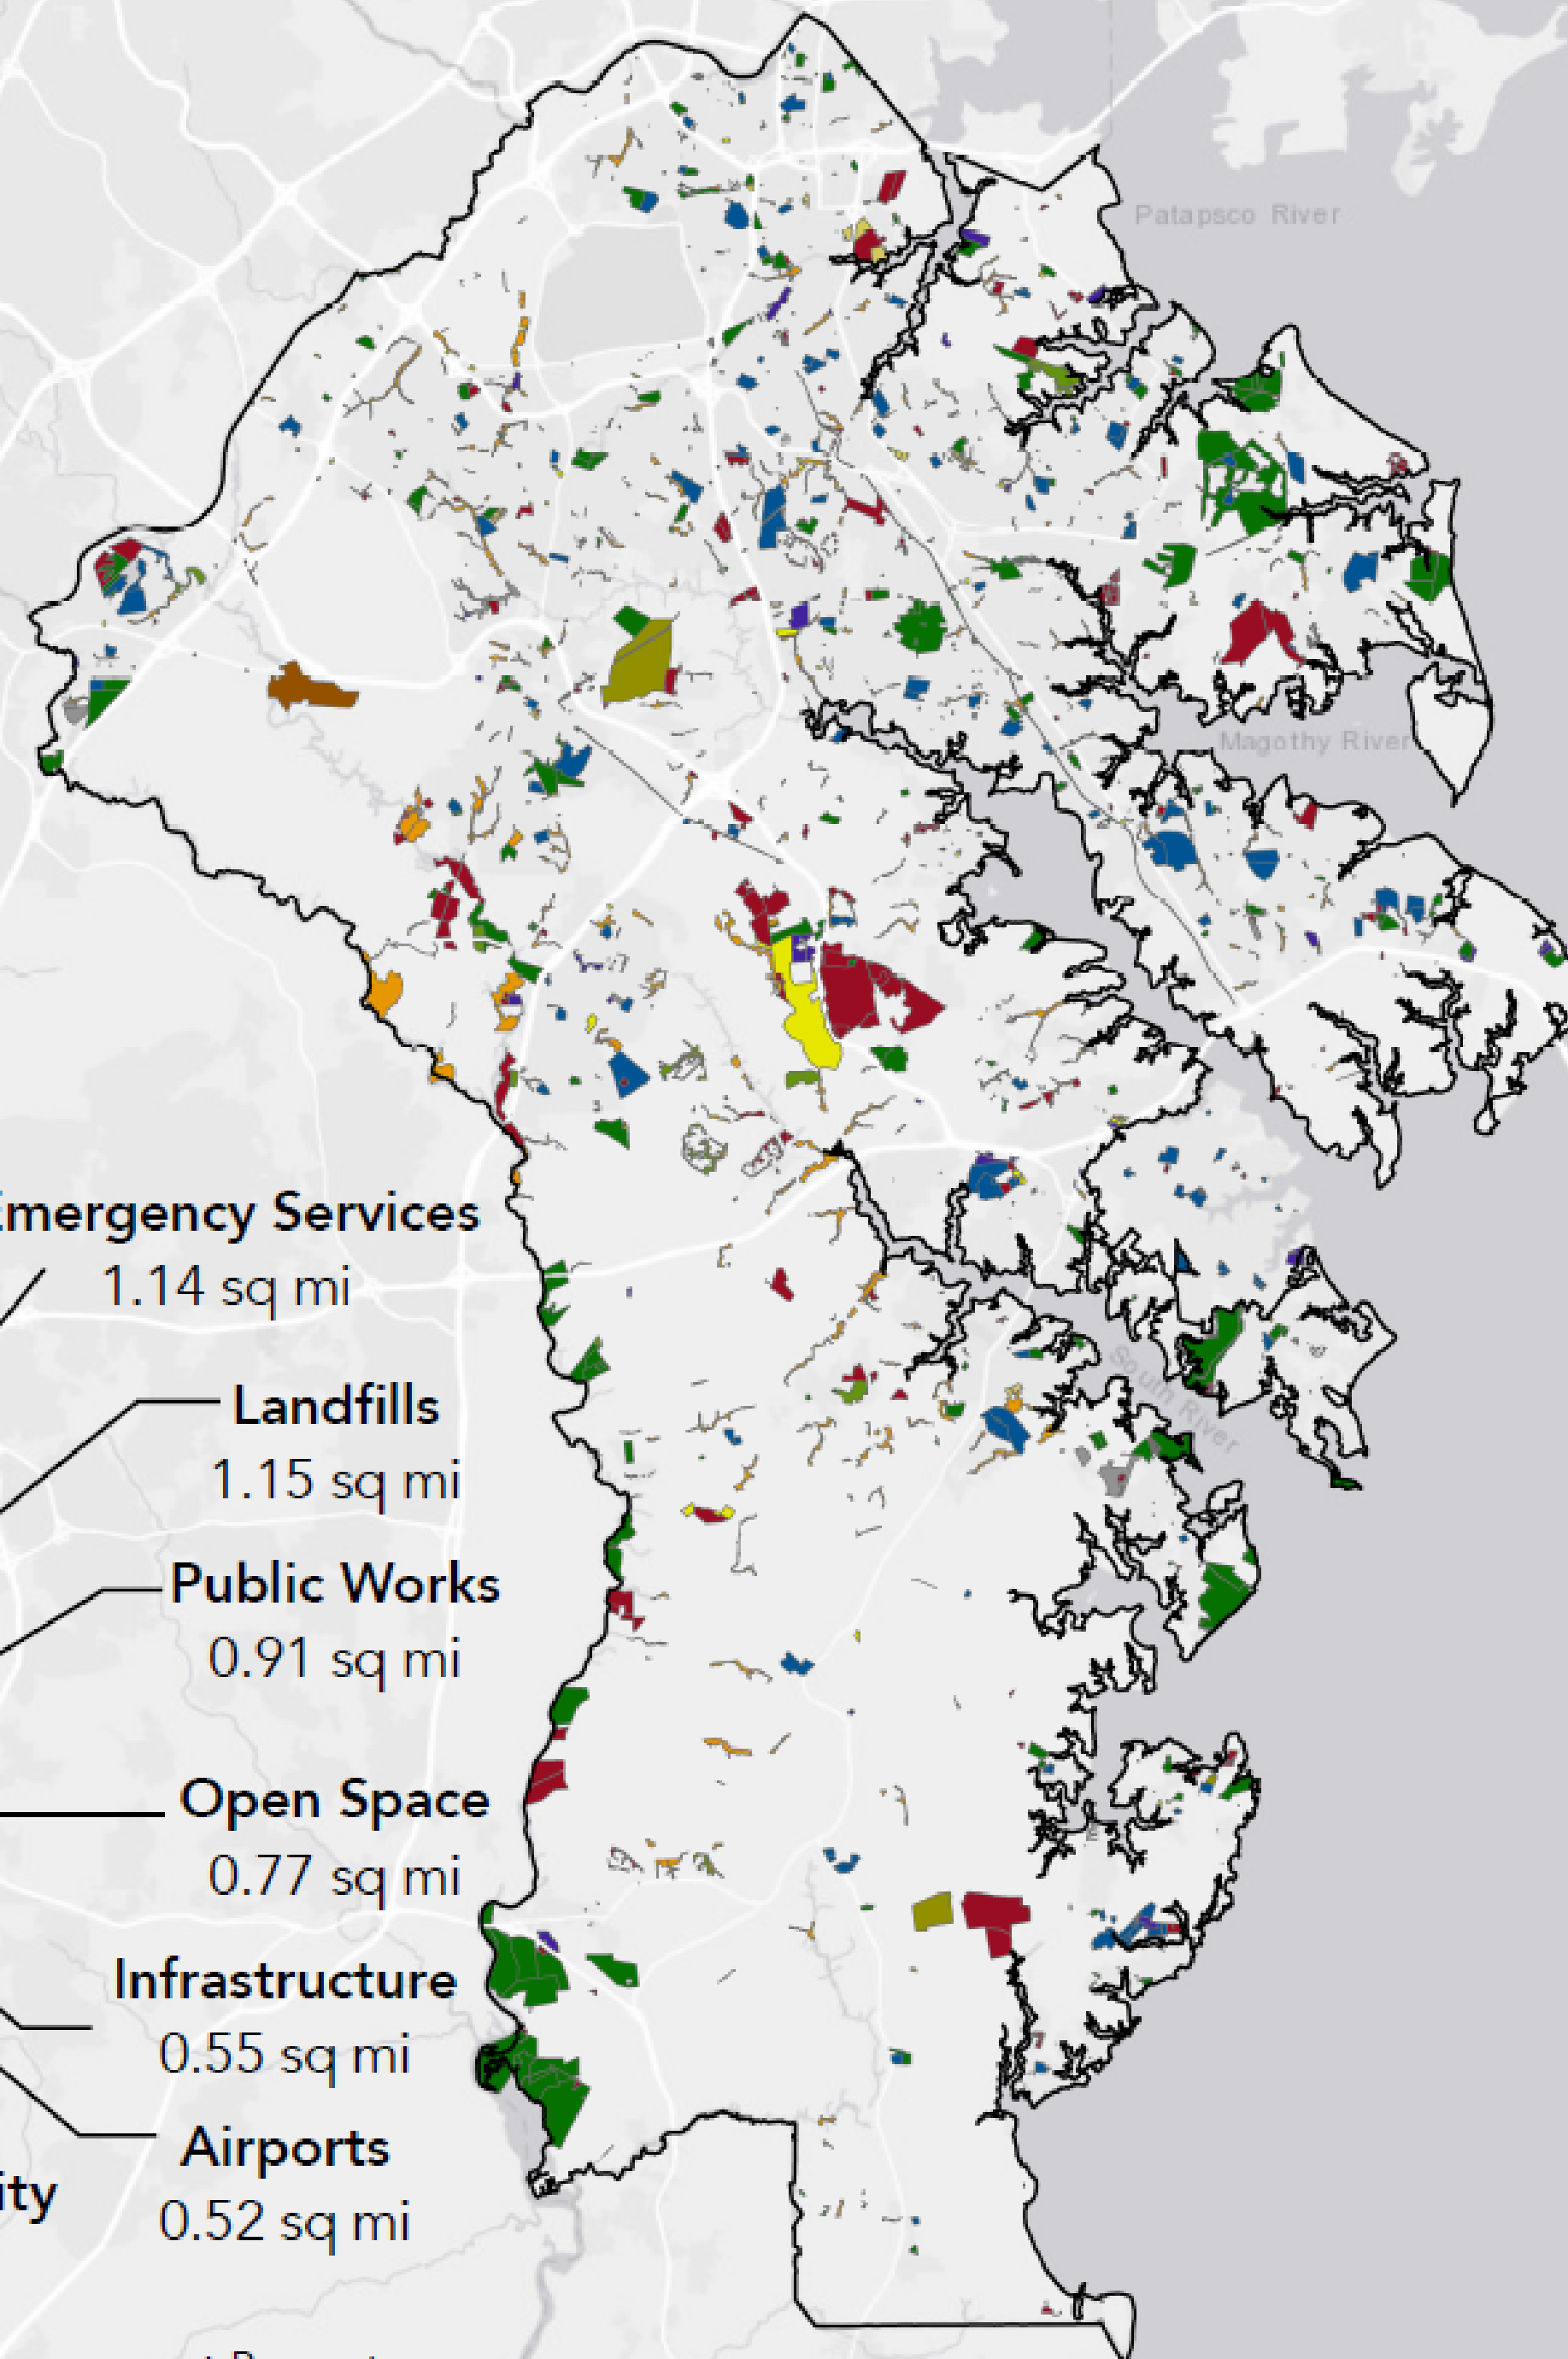 Patapsco River
Magothy River
Emergency Services
1.14 sq mi
South River
Landfills
1.15 sq mi
Public Works
0.91 sq mi
Open Space
0.77 sq mi
Infrastructure
0.55 sq mi
Airports
ity
0.52 sq mi